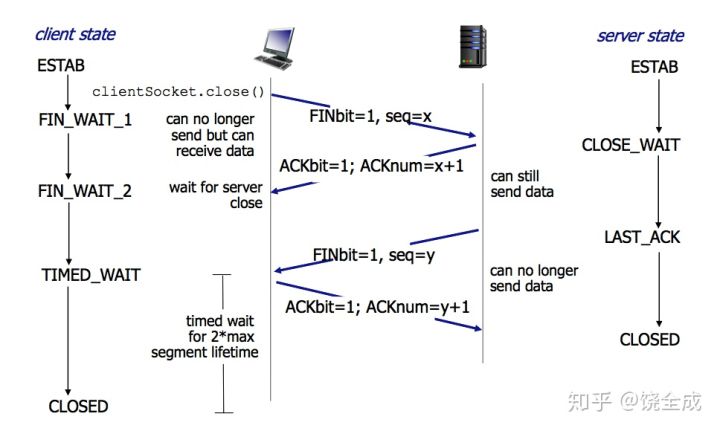 client state
server state
ESTAB
ESTAB
clientSocket.close()
FIN_WAIT_1
can no longer
send but can
receive data
FINbit=1, seq=x
CLOSE_WAIT
ACKbit=1; ACKnum=x+1
FIN_WAIT_2
wait for server
close
can still
send data
LAST_ACK
FINbit=1, seq=y
TIMED_WAIT
can no longer
send data
ACKbit=1; ACKnum=y+1
timed wait
for 2*max
segment lifetime
CLOSED
CLOSED
知乎 @饶全成